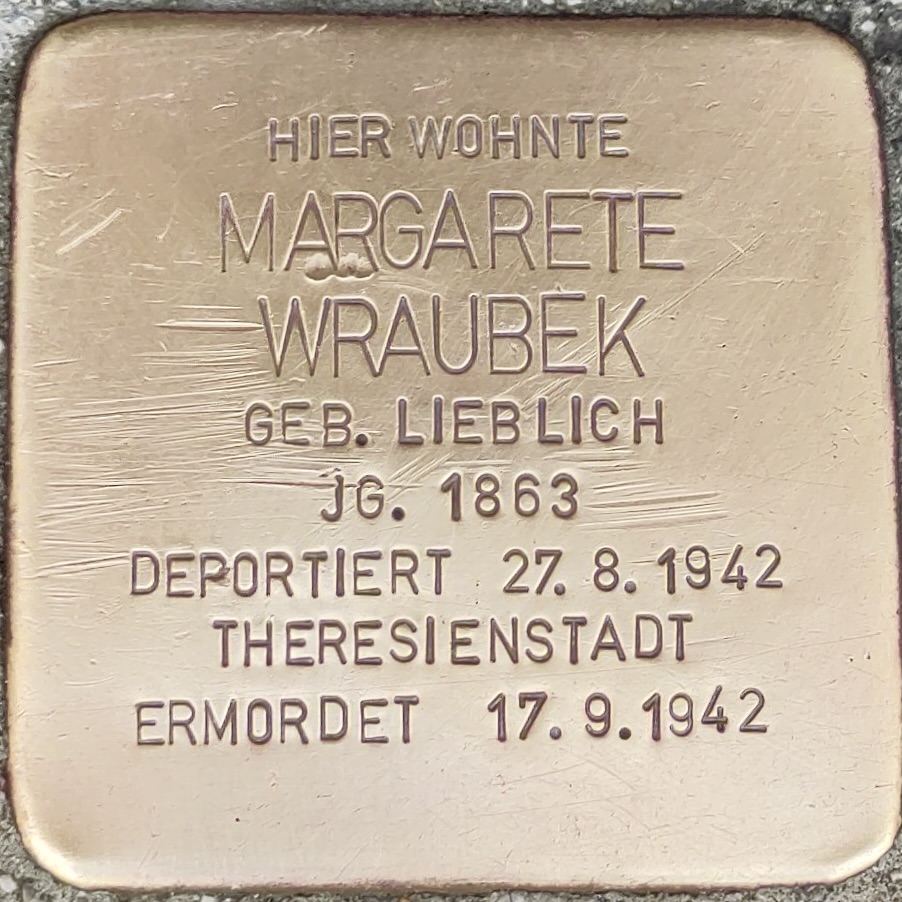 HIER WOHNTE
MARGARETE
WRAUBEK
GEB. LIEBLICH
JG. 1863
DEPORTIERT 27. 8. 1942
THERESIENSTADT
ERMORDET 17. 9. 1942